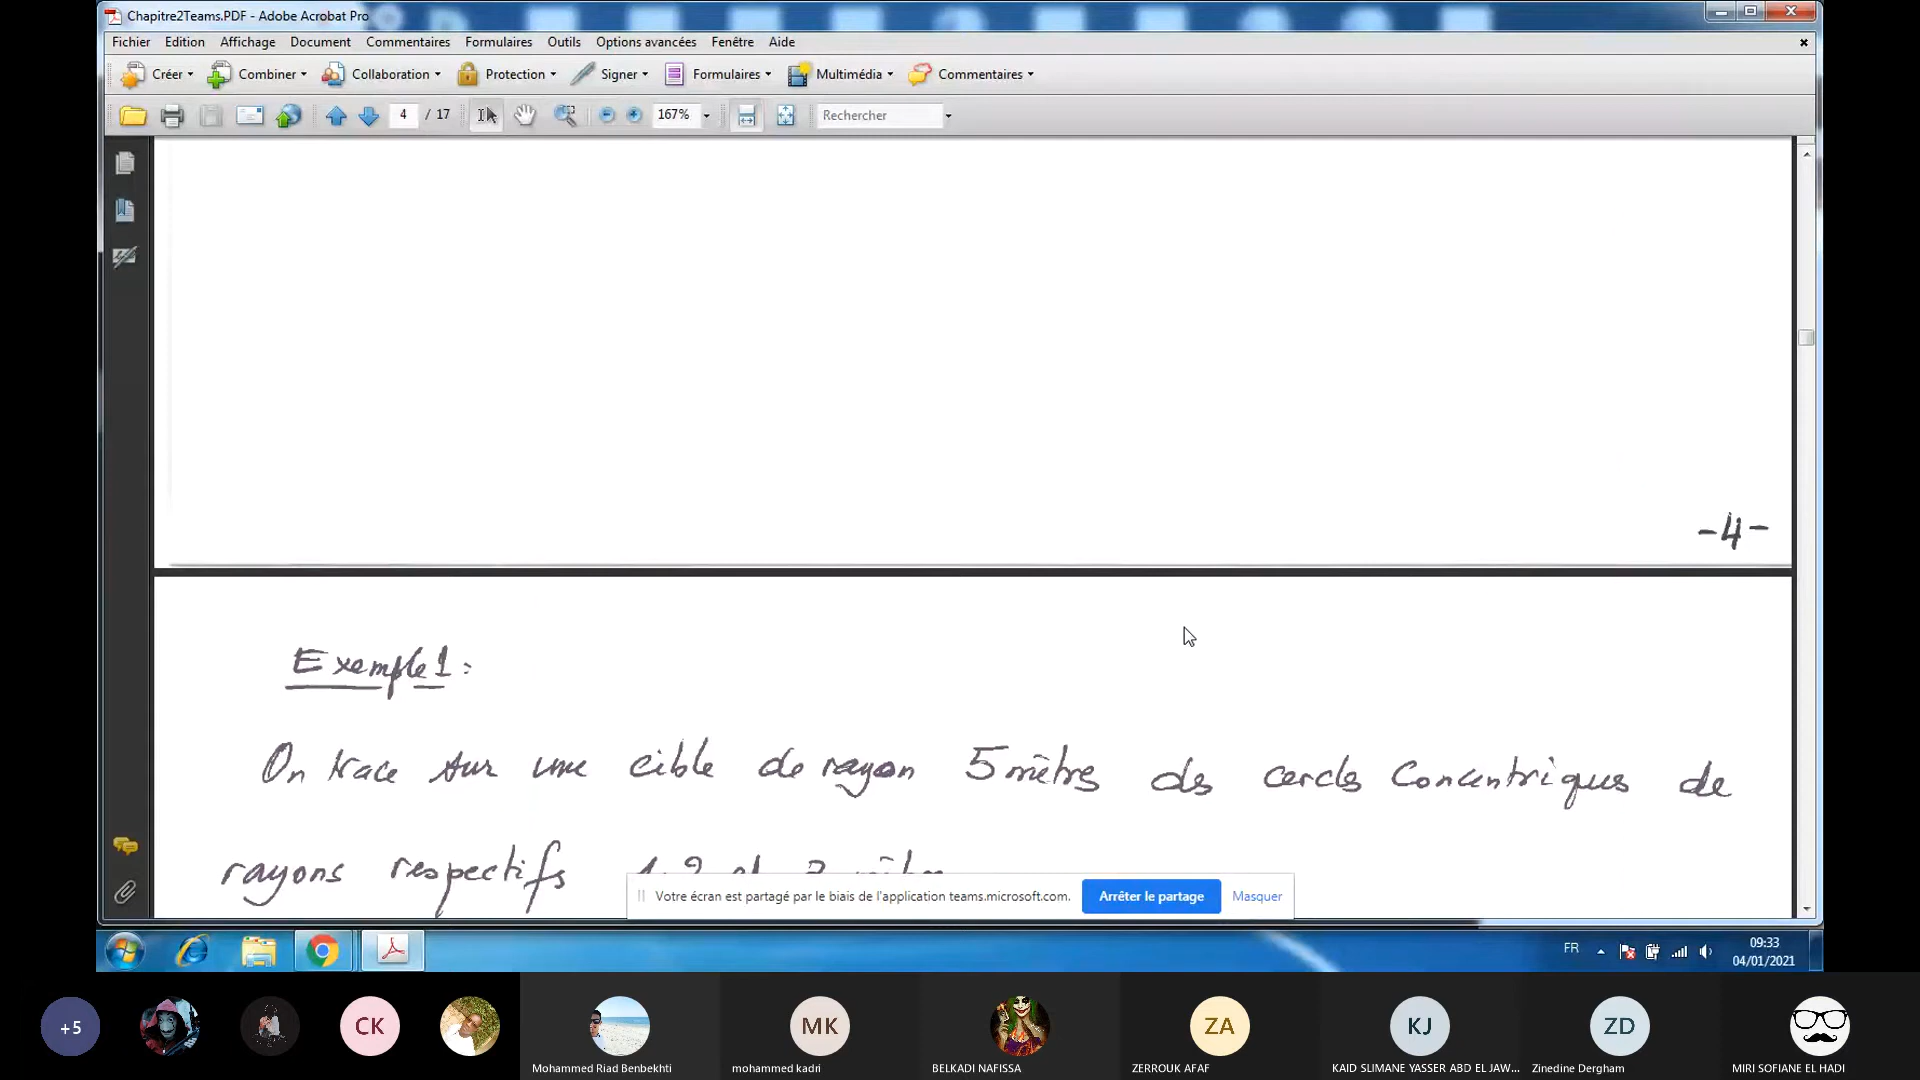 Chapitre2Teams.PDF - Adobe Acrobat Pro
Fichier Edition Affichage Document Commentaires Formulaires Outils Options avancées Fenêtre Aide
Créer Combiner Collaboration Protection Signer Formulaires Multimédia Commentaires
4 / 17 167% Rechercher
-4-
Exemple 1:
On trace sur une cible de rayon 5 mètres des cercles concentriques de
rayons respectifs
Votre écran est partagé par le biais de l'application teams.microsoft.com. Arrêter le partage Masquer
FR 09:33
04/01/2021
+5 CK MK ZA KJ ZD
Mohammed Riad Benbekhti mohammed kadri BELKADI NAFISSA ZERROUK AFAF KAID SLIMANE YASSER ABD EL JAW... Zinedine Dergham MIRI SOFIANE EL HADI